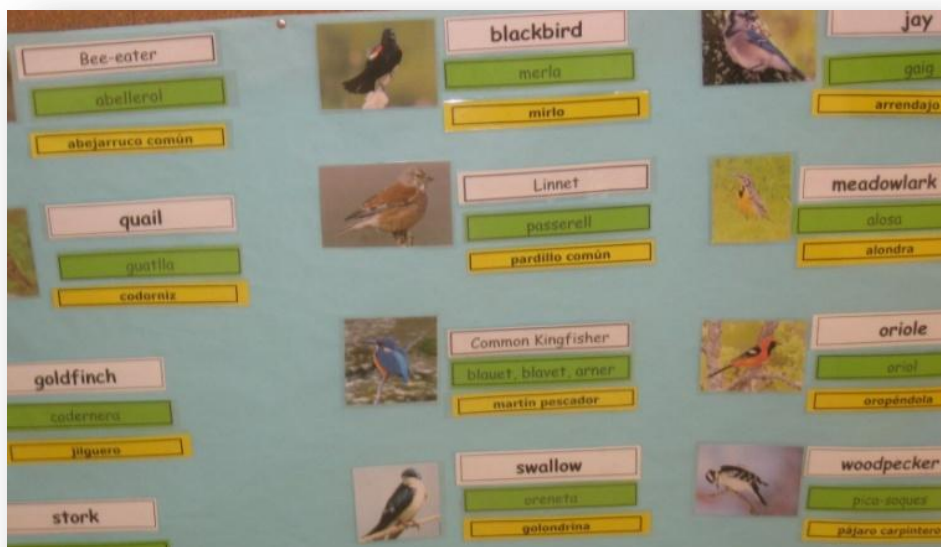 Bee-eater
abellerol
abejarruco común
quail
guatlla
codorniz
goldfinch
cadernera
jilguero
stork
blackbird
merla
mirlo
Linnet
passerell
pardillo común
Common Kingfisher
blauet, blavet, arner
martín pescador
swallow
oreneta
golondrina
jay
gaig
arrendajo
meadowlark
alosa
alondra
oriole
oriol
oropéndola
woodpecker
pica-soques
pájaro carpintero